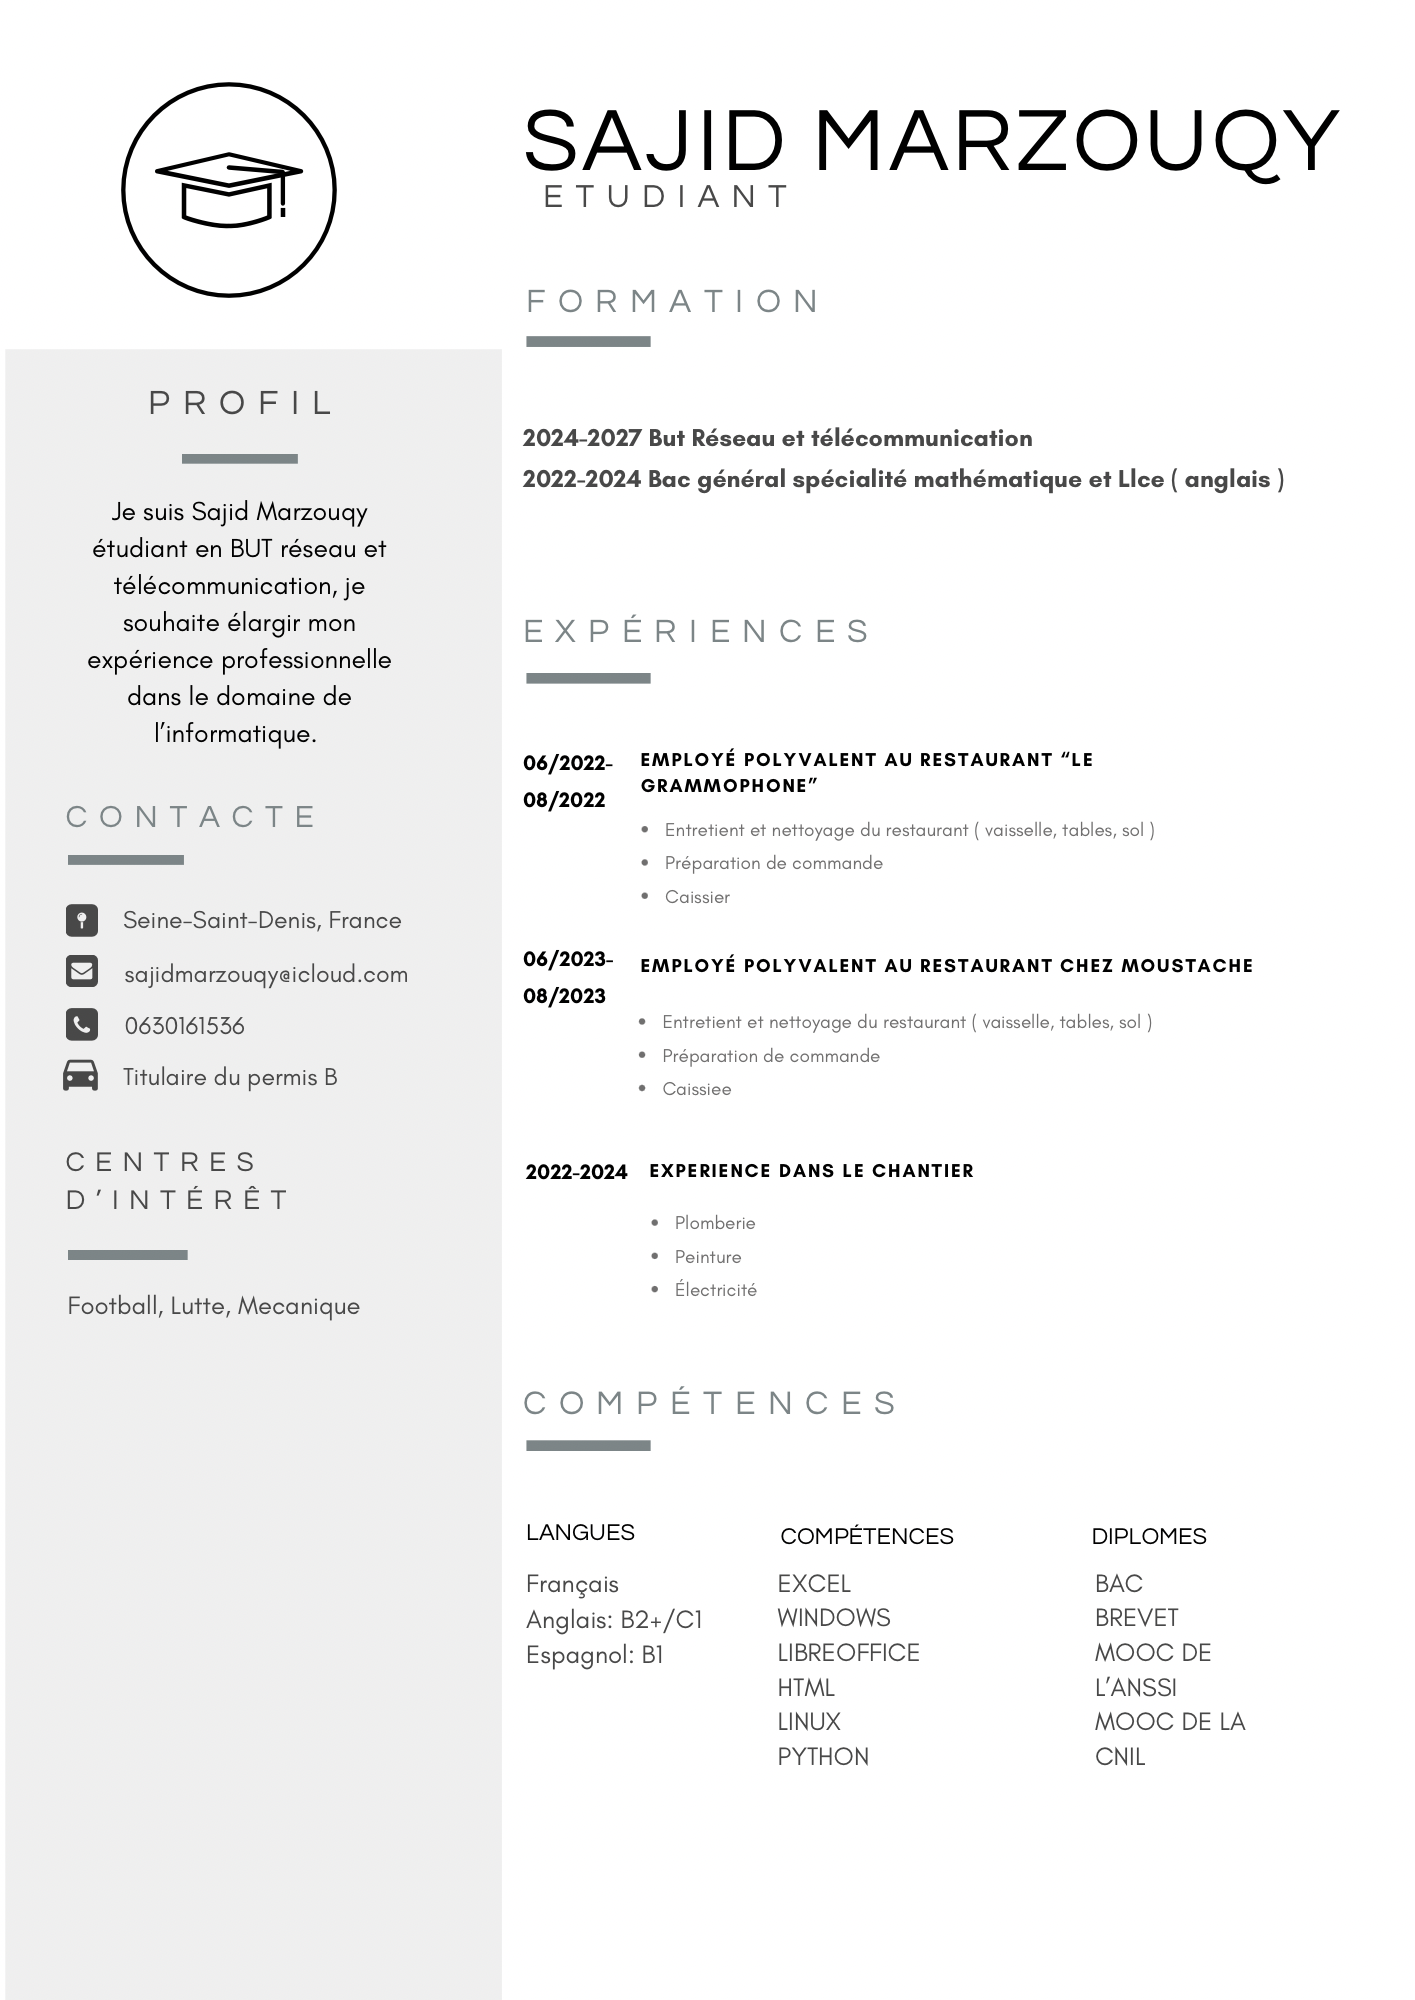 SAJID MARZOUQY
ETUDIANT
PROFIL
Je suis Sajid Marzouqy
étudiant en BUT réseau et
télécommunication, je
souhaite élargir mon
expérience professionnelle
dans le domaine de
l’informatique.
CONTACTE
Seine-Saint-Denis, France
sajidmarzouqy@icloud.com
0630161536
Titulaire du permis B
CENTRES
D’INTÉRÊT
Football, Lutte, Mecanique
FORMATION
2024-2027 But Réseau et télécommunication
2022-2024 Bac général spécialité mathématique et Llce ( anglais )
EXPÉRIENCES
06/2022-
08/2022
EMPLOYÉ POLYVALENT AU RESTAURANT “LE
GRAMMOPHONE”
• Entretient et nettoyage du restaurant ( vaisselle, tables, sol )
• Préparation de commande
• Caissier
06/2023-
08/2023
EMPLOYÉ POLYVALENT AU RESTAURANT CHEZ MOUSTACHE
• Entretient et nettoyage du restaurant ( vaisselle, tables, sol )
• Préparation de commande
• Caissiee
2022-2024 EXPERIENCE DANS LE CHANTIER
• Plomberie
• Peinture
• Électricité
COMPÉTENCES
LANGUES
Français
Anglais: B2+/C1
Espagnol: B1
COMPÉTENCES
EXCEL
WINDOWS
LIBREOFFICE
HTML
LINUX
PYTHON
DIPLOMES
BAC
BREVET
MOOC DE
L’ANSSI
MOOC DE LA
CNIL